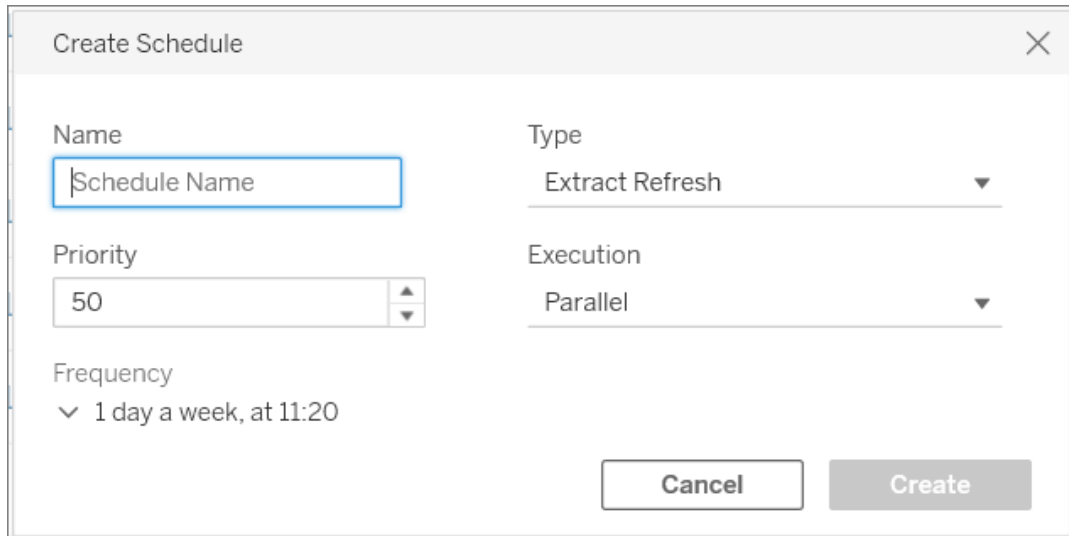 Create Schedule
Name
Type
Schedule Name
Extract Refresh
Priority
Execution
50
Parallel
Frequency
1 day a week, at 11:20
Cancel
Create